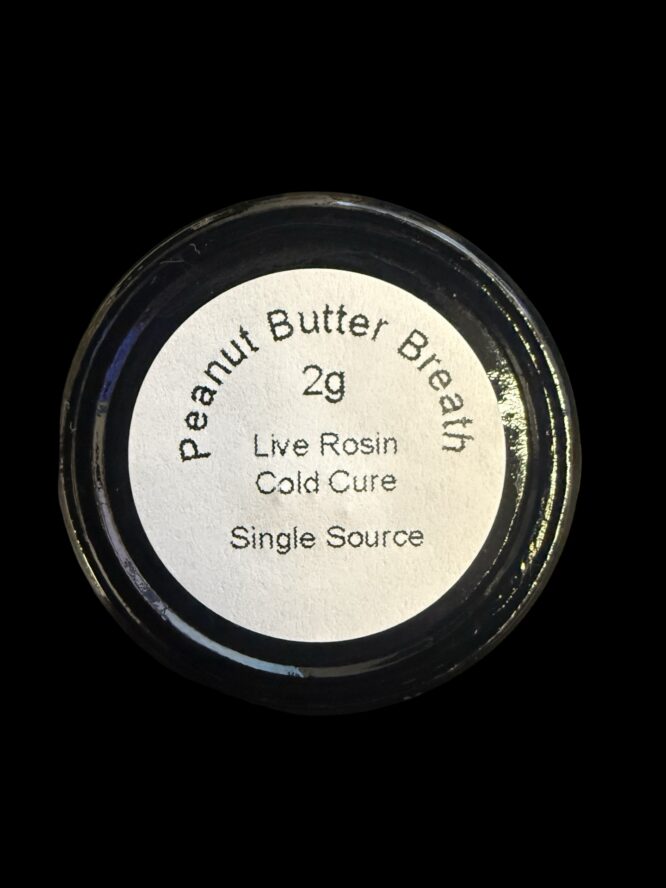 Peanut Butter Breath
2g
Live Rosin
Cold Cure
Single Source